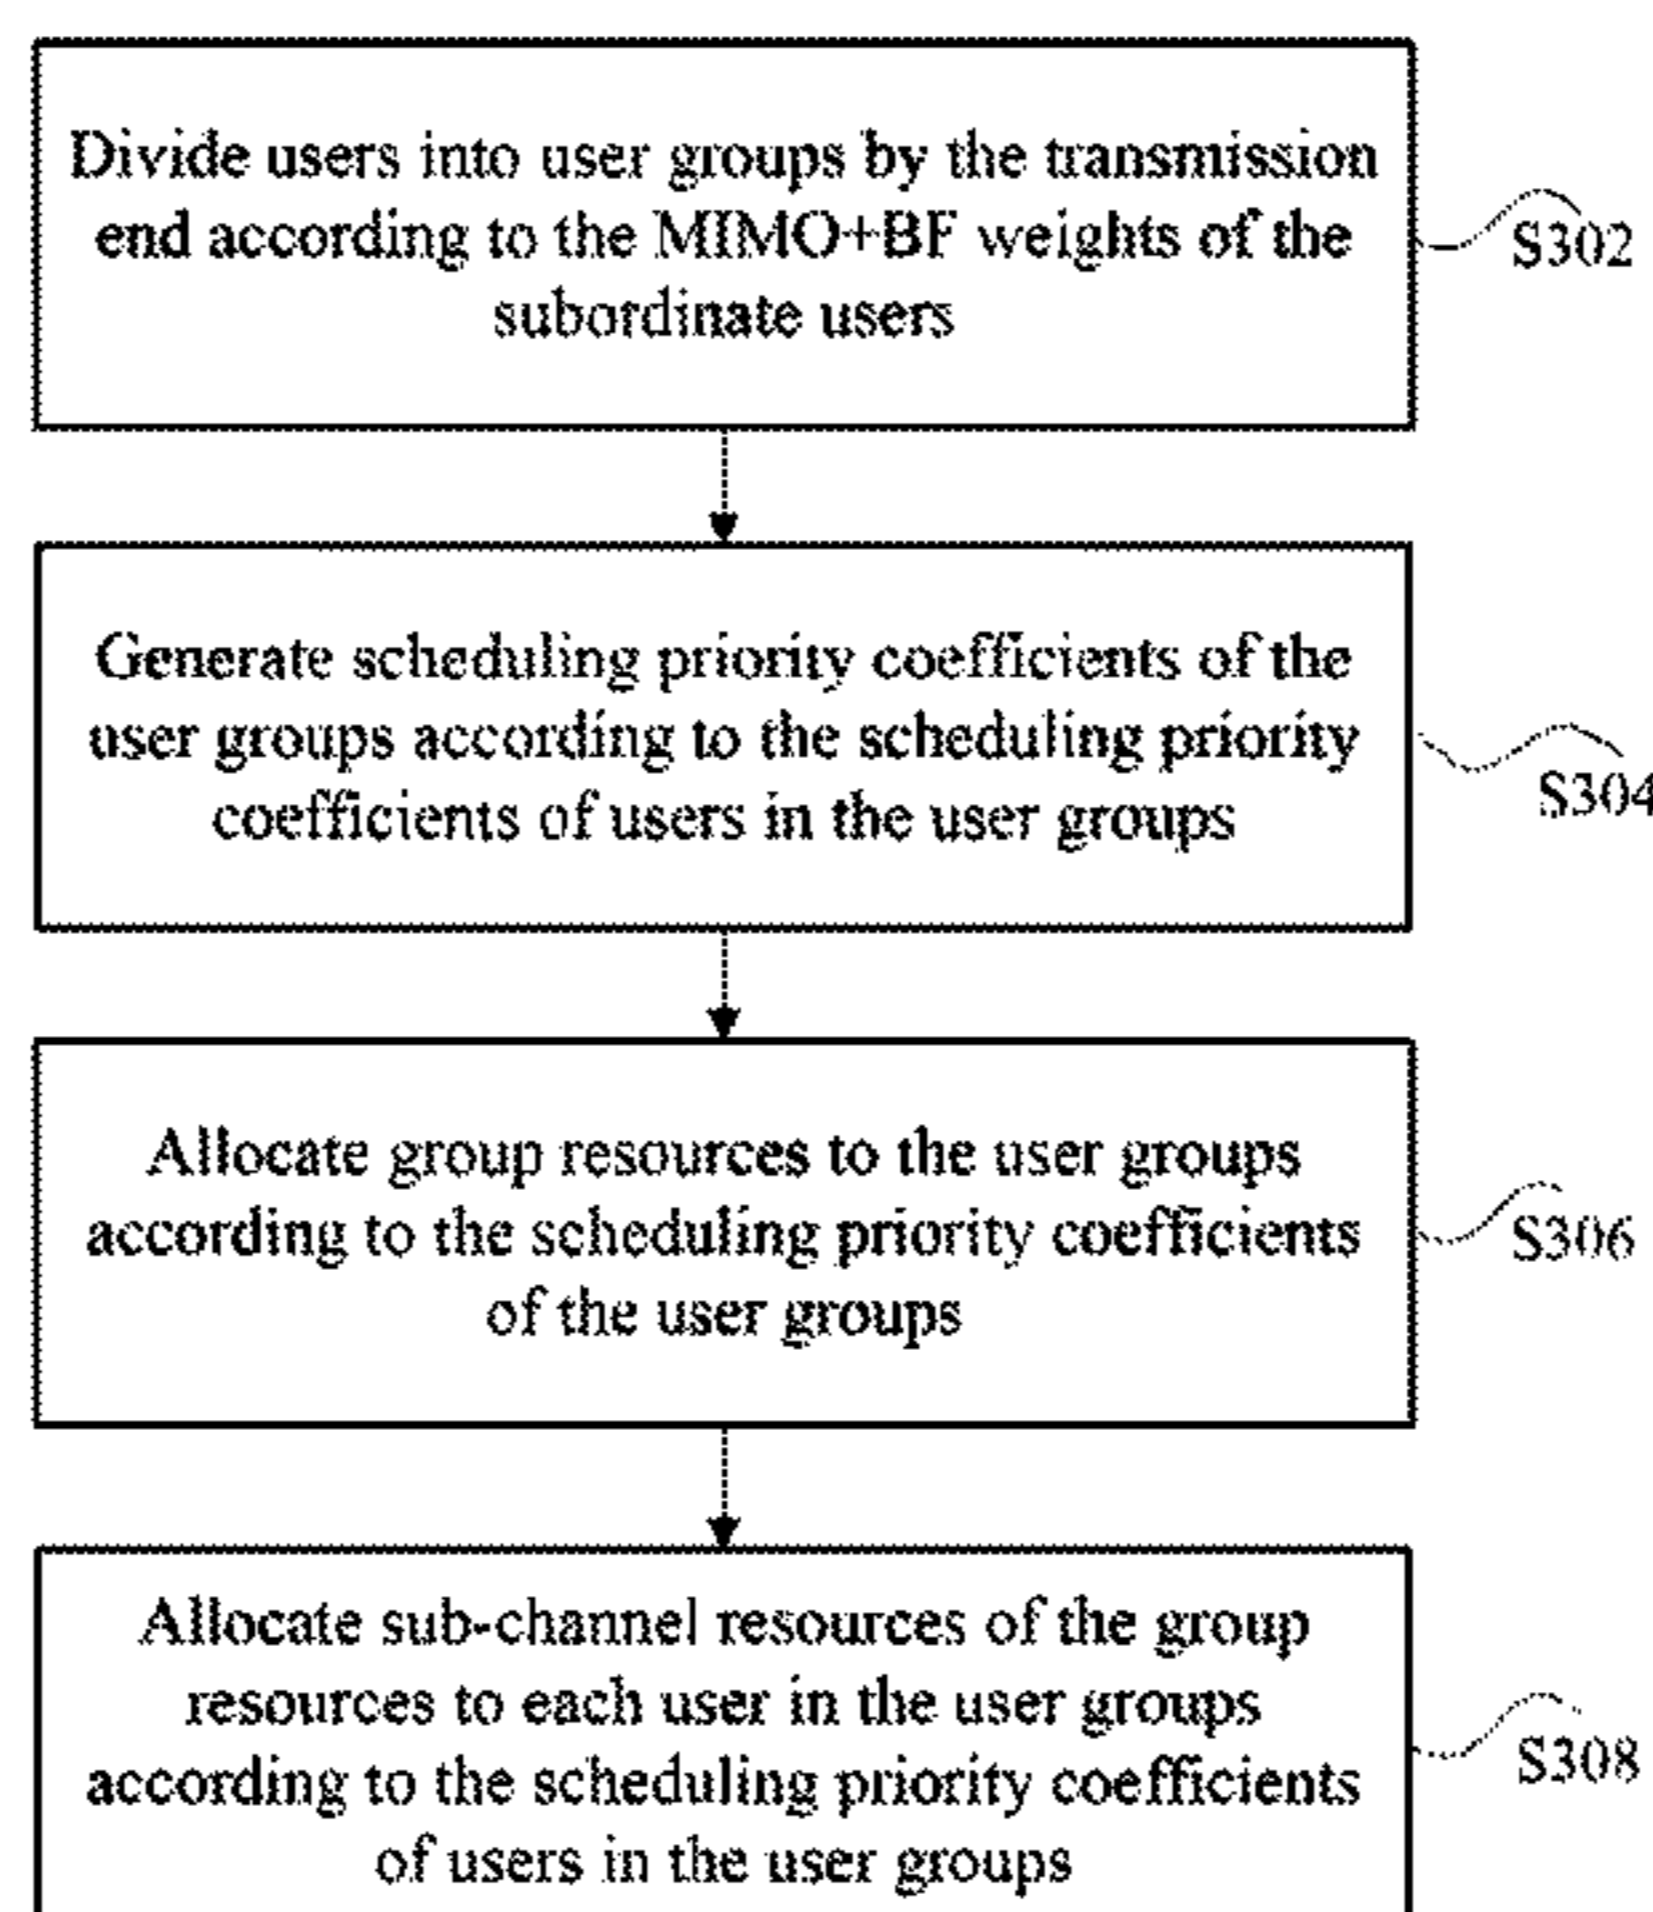 Divide users into user groups by the transmission
end according to the MIMO+BF weights of the
subordinate users
S302
Generate scheduling priority coefficients of the
user groups according to the scheduling priority
coefficients of users in the user groups
S304
Allocate group resources to the user groups
according to the scheduling priority coefficients
of the user groups
S306
Allocate sub-channel resources of the group
resources to each user in the user groups
according to the scheduling priority coefficients
of users in the user groups
S308